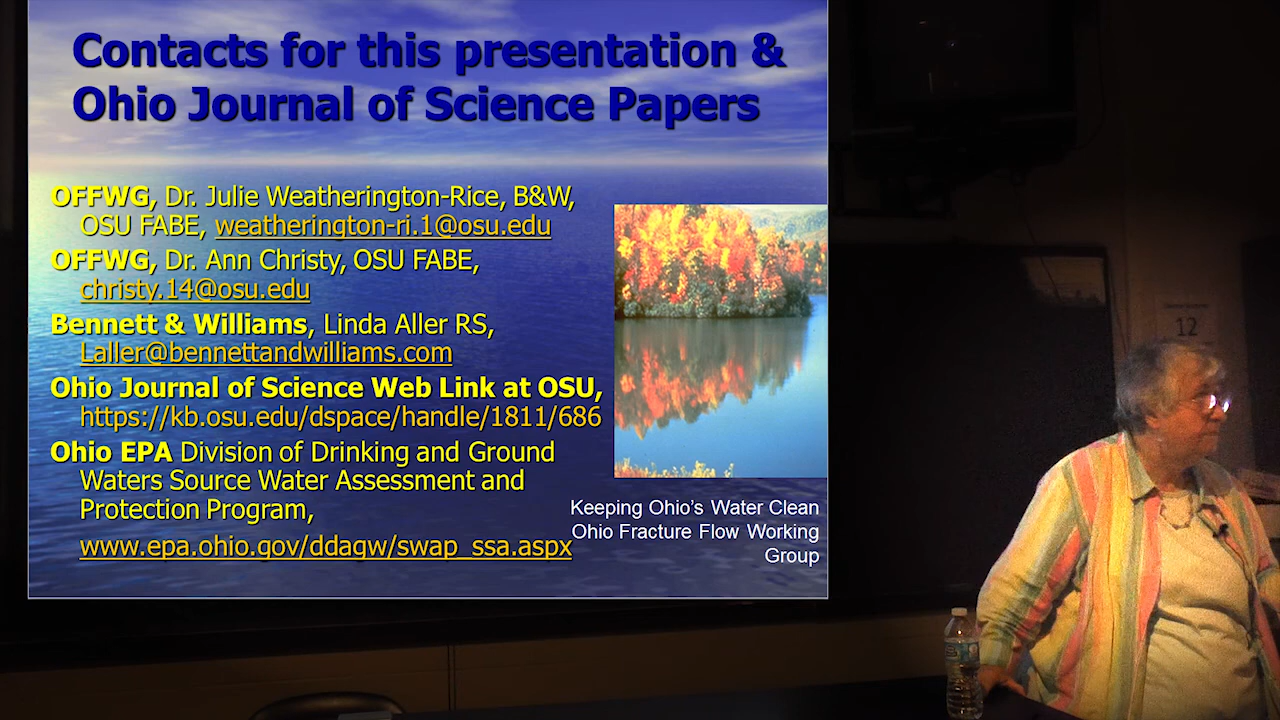 Contacts for this presentation &
Ohio Journal of Science Papers
OFFWG, Dr. Julie Weatherington-Rice, B&W,
OSU FABE, weatherington-ri.1@osu.edu
OFFWG, Dr. Ann Christy, OSU FABE,
christy.14@osu.edu
Bennett & Williams, Linda Aller RS,
Laller@bennettandwilliams.com
Ohio Journal of Science Web Link at OSU,
https://kb.osu.edu/dspace/handle/1811/686
Ohio EPA Division of Drinking and Ground
Waters Source Water Assessment and
Protection Program,
www.epa.ohio.gov/ddagw/swap_ssa.aspx
Keeping Ohio's Water Clean
Ohio Fracture Flow Working
Group
12